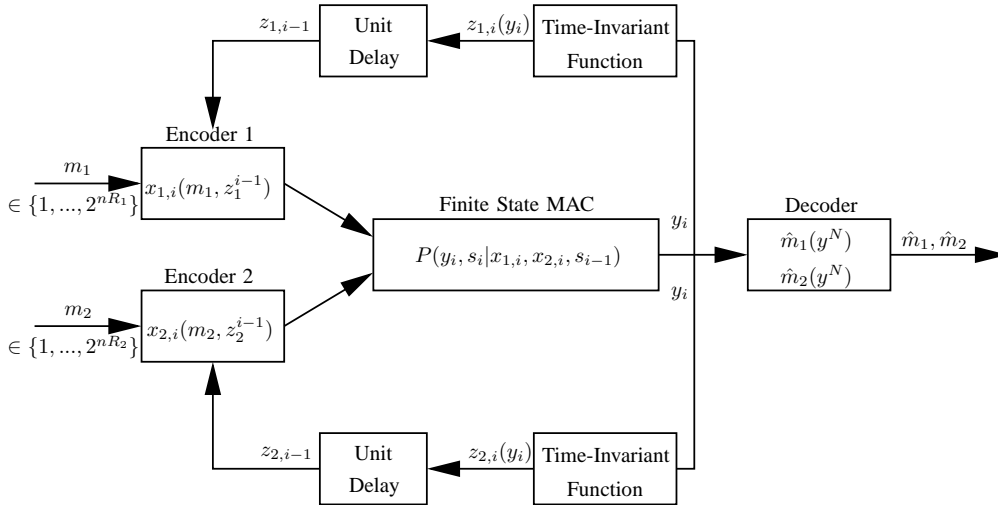 $z_{1,i-1}$
Unit
Delay
$z_{1,i}(y_i)$
Time-Invariant
Function
Encoder 1
$m_1$
$\in \{1, ..., 2^{nR_1}\}$
$x_{1,i}(m_1, z_1^{i-1})$
Finite State MAC
$P(y_i, s_i|x_{1,i}, x_{2,i}, s_{i-1})$
$y_i$
$y_i$
Decoder
$\hat{m}_1(y^N)$
$\hat{m}_2(y^N)$
$\hat{m}_1, \hat{m}_2$
Encoder 2
$m_2$
$\in \{1, ..., 2^{nR_2}\}$
$x_{2,i}(m_2, z_2^{i-1})$
$z_{2,i-1}$
Unit
Delay
$z_{2,i}(y_i)$
Time-Invariant
Function